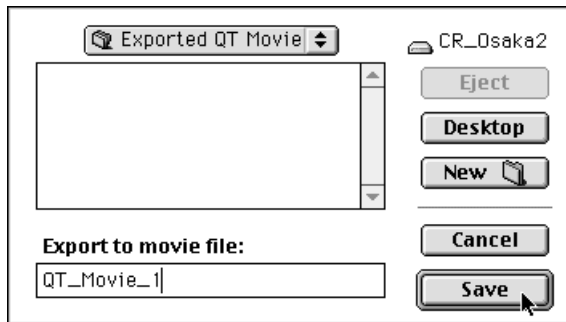 Exported QT Movie
CR_Osaka2
Eject
Desktop
New
Export to movie file:
Cancel
QT_Movie_1
Save